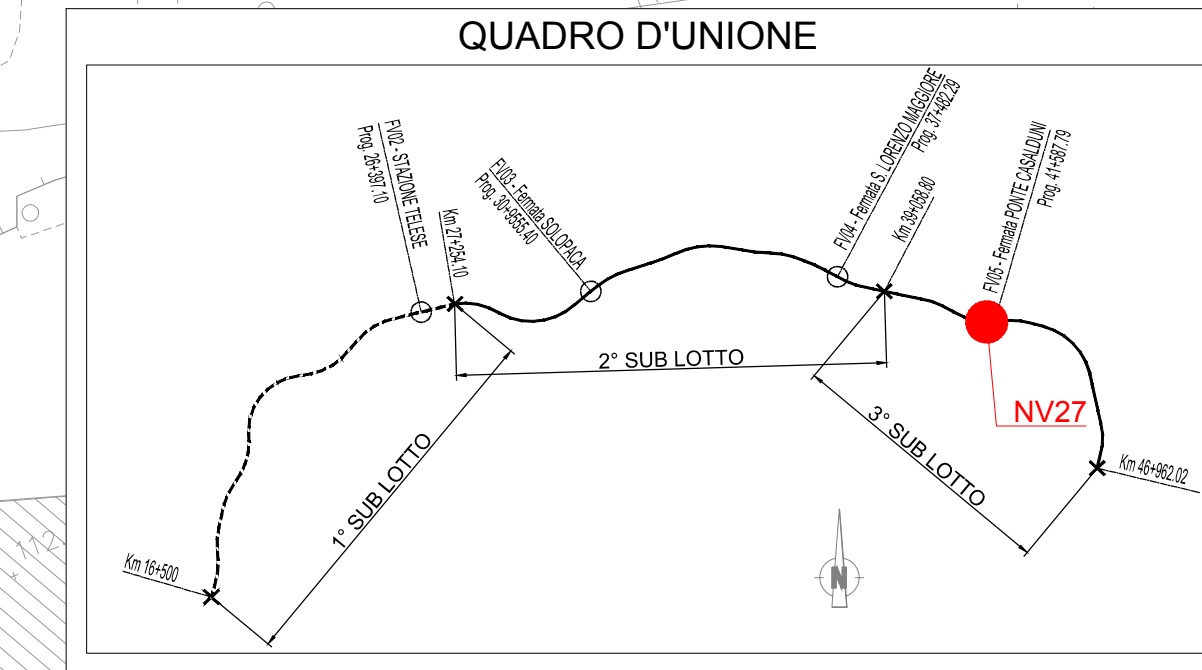 QUADRO D'UNIONE
FV02 - STAZIONE TELESE
Prog. 26+397.10
Km 27+254.10
FV03 - Fermata SOLOPACA
Prog. 30+9555.40
FV04 - Fermata S. LORENZO MAGGIORE
Prog. 37+482.29
Km 39+058.80
FV05 - Fermata PONTE CASALDUNI
Prog. 41+587.79
2° SUB LOTTO
NV27
1° SUB LOTTO
3° SUB LOTTO
Km 46+962.02
Km 16+500
N
112